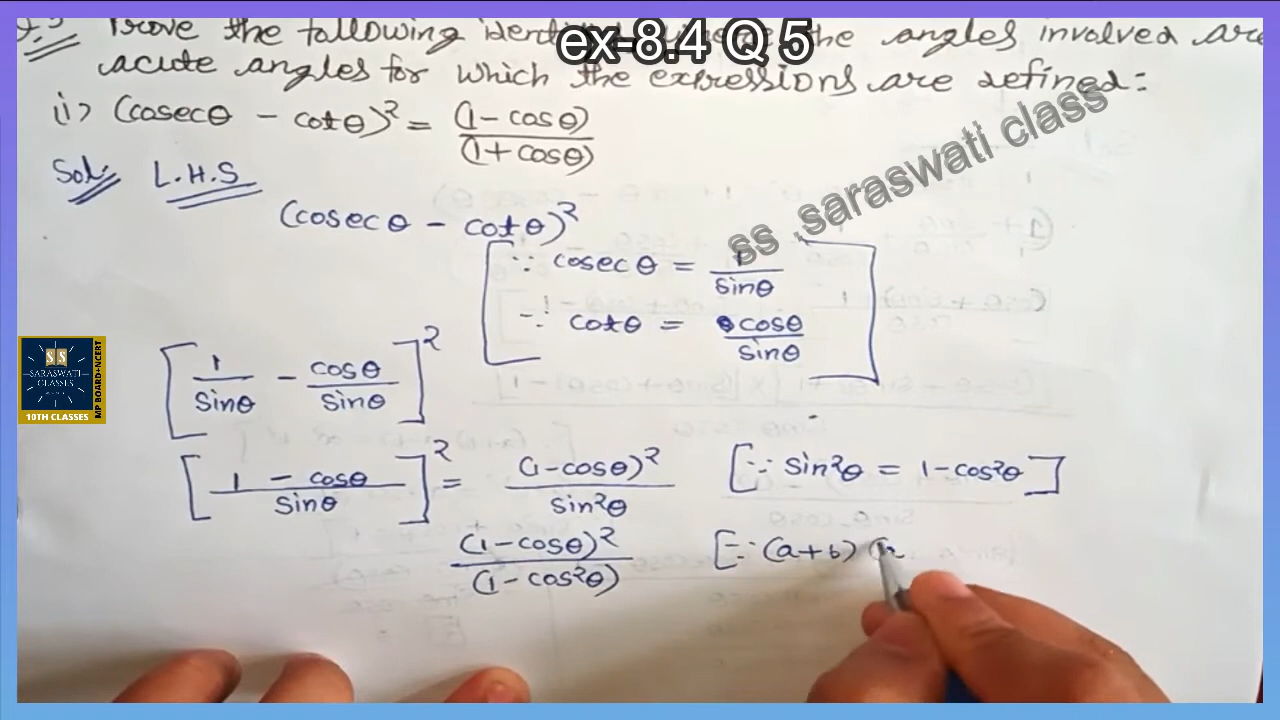 ex-8.4 Q 5
Prove the following the angles involved are
acute angles for which the expressions are defined:
(i) (cosecθ - cotθ)² = (1 - cosθ)
(1 + cosθ)
Sol: L.H.S
ss .saraswati class
(cosecθ - cotθ)²
[∵ cosecθ = 1/sinθ
∵ cotθ = cosθ/sinθ]
[1/sinθ - cosθ/sinθ]²
[1 - cosθ/sinθ]² = (1-cosθ)²/sin²θ [∵ sin²θ = 1-cos²θ]
(1-cosθ)²/(1-cos²θ) [∵ (a+b) (
SS
SARASWATI
CLASSES
10TH CLASSES
MP BOARD+NCERT